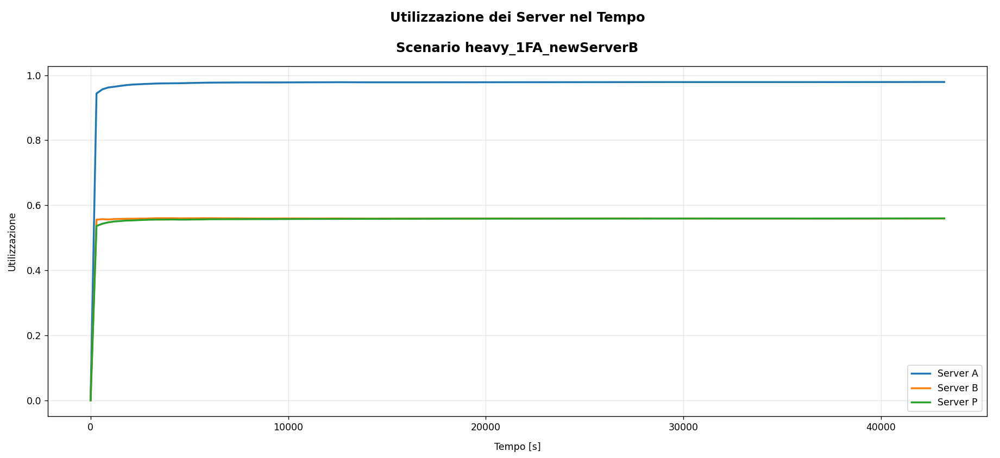 Utilizzazione dei Server nel Tempo
Scenario heavy_1FA_newServerB
1.0
0.8
0.6
0.4
0.2
0.0
Utilizzazione
0 10000 20000 30000 40000
Tempo [s]
Server A
Server B
Server P